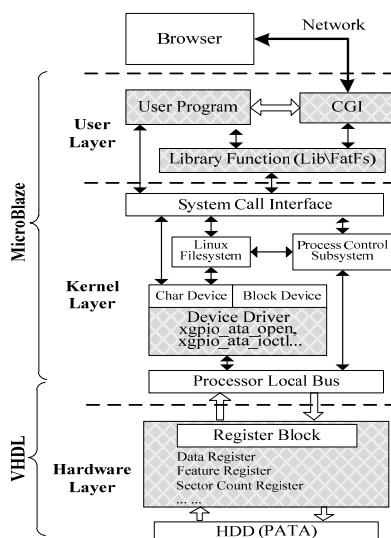 Browser
Network
User Program
CGI
User
Layer
Library Function (Lib\FatFs)
MicroBlaze
System Call Interface
Linux
Filesystem
Process Control
Subsystem
Kernel
Layer
Char Device
Block Device
Device Driver
xgpio_ata_open,
xgpio_ata_ioctl...
Processor Local Bus
VHDL
Register Block
Hardware
Layer
Data Register
Feature Register
Sector Count Register
... ...
HDD (PATA)